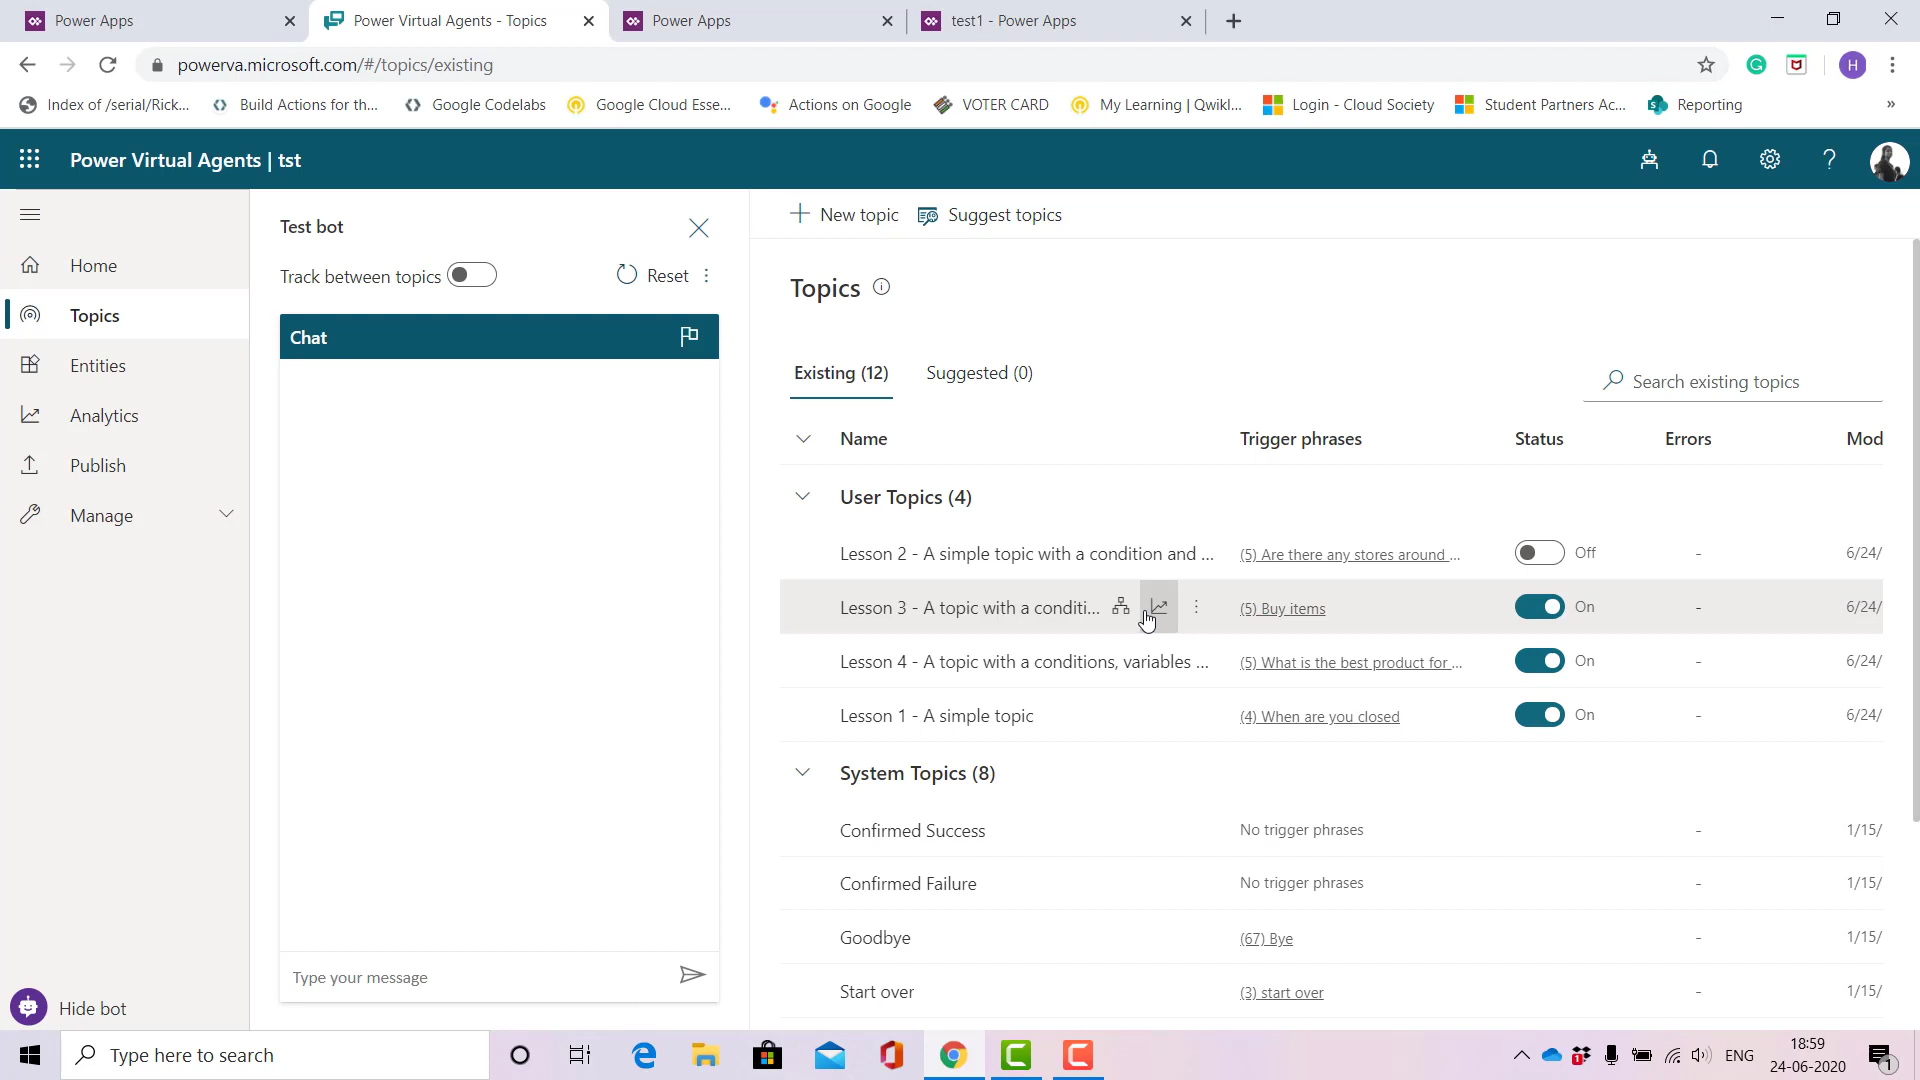 Power Apps
Power Virtual Agents - Topics
Power Apps
test1 - Power Apps
powerva.microsoft.com/#/topics/existing
H
Index of /serial/Rick...
Build Actions for th...
Google Codelabs
Google Cloud Esse...
Actions on Google
VOTER CARD
My Learning | Qwikl...
Login - Cloud Society
Student Partners Ac...
Reporting
»
Power Virtual Agents | tst
Home
Topics
Entities
Analytics
Publish
Manage
Hide bot
Test bot
Track between topics
Reset
Chat
Type your message
New topic
Suggest topics
Topics
Existing (12)
Suggested (0)
Search existing topics
Name Trigger phrases Status Errors Mod
User Topics (4)
Lesson 2 - A simple topic with a condition and ... (5) Are there any stores around ... Off - 6/24/
Lesson 3 - A topic with a conditi... (5) Buy items On - 6/24/
Lesson 4 - A topic with a conditions, variables ... (5) What is the best product for ... On - 6/24/
Lesson 1 - A simple topic (4) When are you closed On - 6/24/
System Topics (8)
Confirmed Success No trigger phrases - 1/15/
Confirmed Failure No trigger phrases - 1/15/
Goodbye (67) Bye - 1/15/
Start over (3) start over - 1/15/
Type here to search
ENG
18:59
24-06-2020
1
1